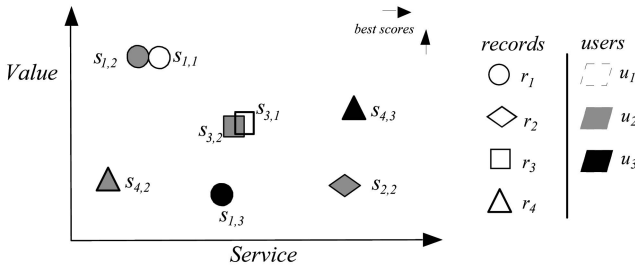 best scores
Value
Service
s1,2
s1,1
s3,1
s3,2
s4,3
s4,2
s1,3
s2,2
records
r1
r2
r3
r4
users
u1
u2
u3